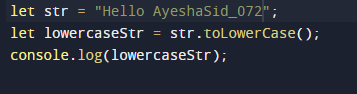 let str = "Hello AyeshaSid_072";
let lowercaseStr = str.toLowerCase();
console.log(lowercaseStr);